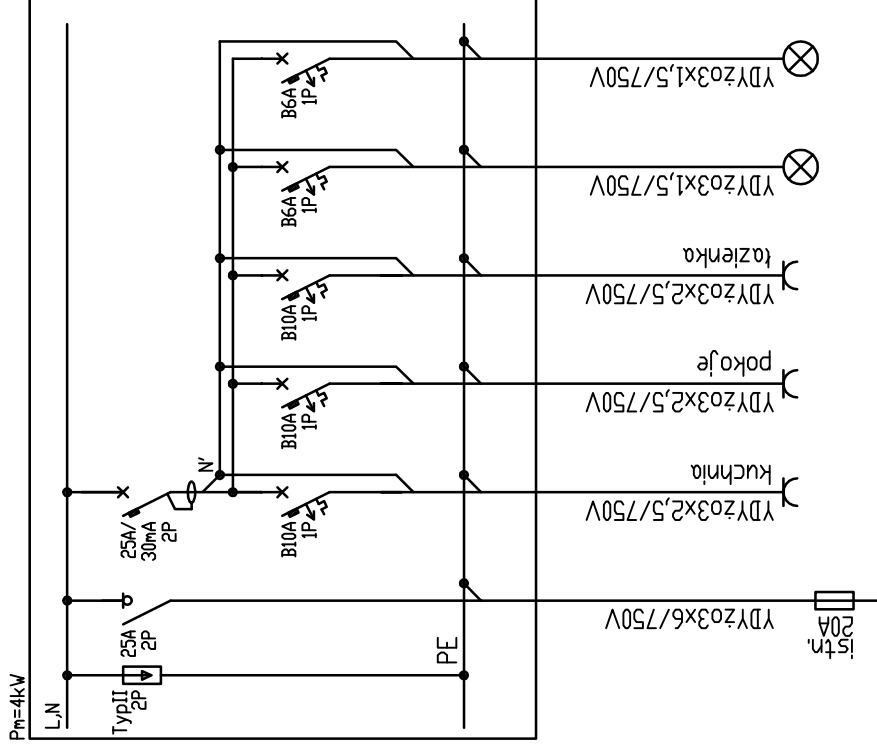 Pm=4kW
L,N
TypII
2P
25A
2P
25A/
30mA
2P
N'
PE
B10A
1P
B10A
1P
B10A
1P
B6A
1P
B6A
1P
istn.
20A
YDYżo3x6/750V
YDYżo3x2,5/750V
kuchnia
YDYżo3x2,5/750V
pokoje
YDYżo3x2,5/750V
łazienka
YDYżo3x1,5/750V
YDYżo3x1,5/750V